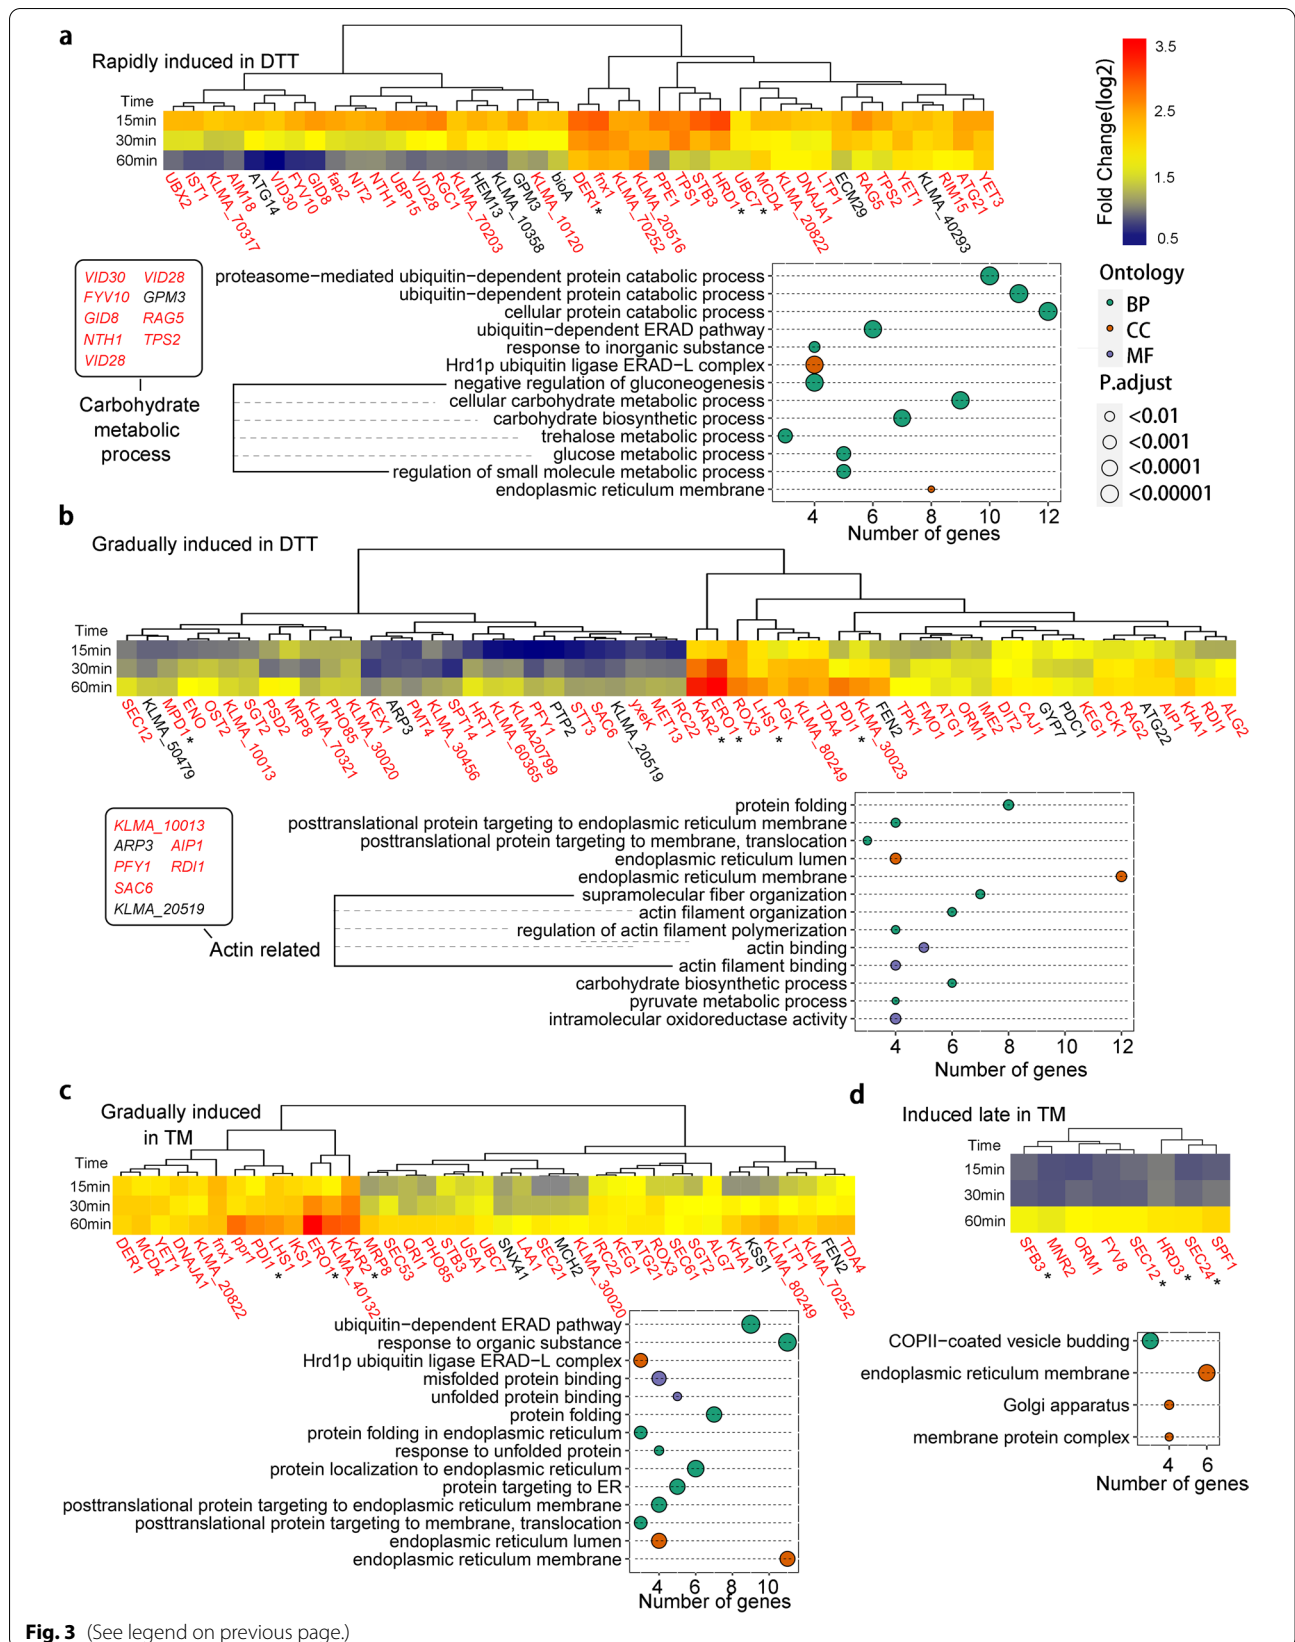 a
Rapidly induced in DTT
Time
15min
30min
60min
UBX2
IST1
KLMA_70317
AIM18
ATG14
VID30
FYV10
GID8
fap2
NIT2
NTH1
UBP15
VID28
RGC1
KLMA_70203
HEM13
KLMA_10358
GPM3
KLMA_10120
bioA
DER1*
fnx1
KLMA_70252
KLMA_20516
PPE1
TPS1
STB3
HRD1*
UBC7*
MCD4
KLMA_20822
DNAJA1
LTP1
ECM29
RAG5
TPS2
YET1
KLMA_40293
RIM15
ATG21
YET3
Fold Change(log2)
3.5
2.5
1.5
0.5
VID30 VID28
FYV10 GPM3
GID8 RAG5
NTH1 TPS2
VID28
Carbohydrate
metabolic
process
proteasome−mediated ubiquitin−dependent protein catabolic process
ubiquitin−dependent protein catabolic process
cellular protein catabolic process
ubiquitin−dependent ERAD pathway
response to inorganic substance
Hrd1p ubiquitin ligase ERAD−L complex
negative regulation of gluconeogenesis
cellular carbohydrate metabolic process
carbohydrate biosynthetic process
trehalose metabolic process
glucose metabolic process
regulation of small molecule metabolic process
endoplasmic reticulum membrane
4 6 8 10 12
Number of genes
Ontology
BP
CC
MF
P.adjust
<0.01
<0.001
<0.0001
<0.00001
b
Gradually induced in DTT
Time
15min
30min
60min
SEC12
KLMA_50479
MPD1*
ENO
OST2
KLMA_10013
SGT2
PSD2
MRP8
KLMA_70321
PHO85
KLMA_30020
KEX1
ARP3
PMT4
KLMA_30456
SPT14
HRT1
KLMA_60365
KLMA20799
PFY1
PTP2
STT3
SAC6
KLMA_20519
yxeK
MET13
IRC22
KAR2*
ERO1*
ROX3
LHS1*
PGK
KLMA_80249
TDA4
PDI1*
KLMA_30023
FEN2
TPK1
FMO1
ATG1
ORM1
IME2
DIT2
CAJ1
GYP7
PDC1
KEG1
PCK1
RAG2
ATG22
AIP1
KHA1
RDI1
ALG2
KLMA_10013
ARP3 AIP1
PFY1 RDI1
SAC6
KLMA_20519
Actin related
protein folding
posttranslational protein targeting to endoplasmic reticulum membrane
posttranslational protein targeting to membrane, translocation
endoplasmic reticulum lumen
endoplasmic reticulum membrane
supramolecular fiber organization
actin filament organization
regulation of actin filament polymerization
actin binding
actin filament binding
carbohydrate biosynthetic process
pyruvate metabolic process
intramolecular oxidoreductase activity
4 6 8 10 12
Number of genes
c
Gradually induced
in TM
Time
15min
30min
60min
DER1
MCD4
YET1
DNAJA1
KLMA_20822
fnx1
ppr1
PDI1*
LHS1
IKS1
ERO1*
KLMA_40132
KAR2*
MRP8
SEC53
QRI1
PHO85
STB3
USA1
UBC7
SNX41
LAA1
SEC21
MCH2
KLMA_30020
IRC22
KEG1
ATG21
ROX3
SEC61
SGT2
ALG7
KHA1
KSS1
KLMA_80249
LTP1
KLMA_70252
FEN2
TDA4
ubiquitin−dependent ERAD pathway
response to organic substance
Hrd1p ubiquitin ligase ERAD−L complex
misfolded protein binding
unfolded protein binding
protein folding
protein folding in endoplasmic reticulum
response to unfolded protein
protein localization to endoplasmic reticulum
protein targeting to ER
posttranslational protein targeting to endoplasmic reticulum membrane
posttranslational protein targeting to membrane, translocation
endoplasmic reticulum lumen
endoplasmic reticulum membrane
4 6 8 10
Number of genes
d
Induced late in TM
Time
15min
30min
60min
SFB3*
MNR2
ORM1
FYV8
SEC12*
HRD3*
SEC24*
SPF1
COPII−coated vesicle budding
endoplasmic reticulum membrane
Golgi apparatus
membrane protein complex
4 6
Number of genes
Fig. 3 (See legend on previous page.)